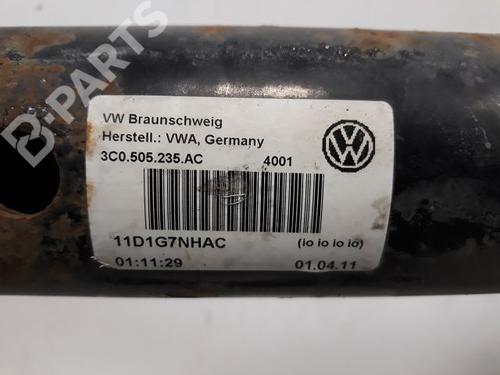 VW Braunschweig
Herstell.: VWA, Germany
3C0.505.235.AC 4001
11D1G7NHAC (io io io io)
01:11:29 01.04.11
B-PARTS
B-PARTS